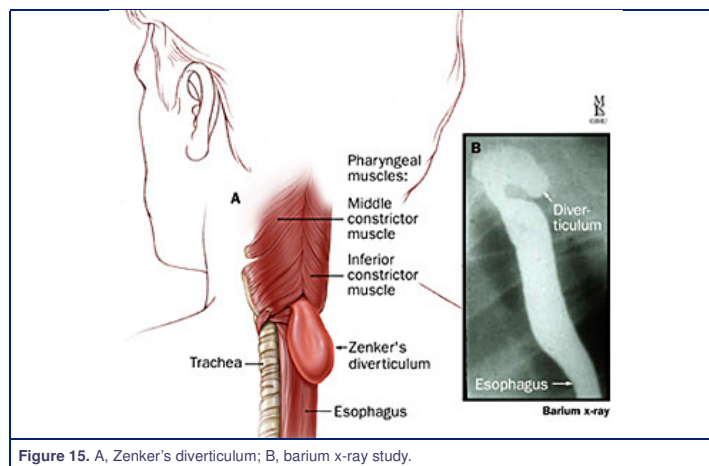 A
Pharyngeal
muscles:
Middle
constrictor
muscle
Inferior
constrictor
muscle
Trachea
Zenker's
diverticulum
Esophagus
B
Diver-
ticulum
Esophagus
Barium x-ray
Figure 15. A, Zenker's diverticulum; B, barium x-ray study.